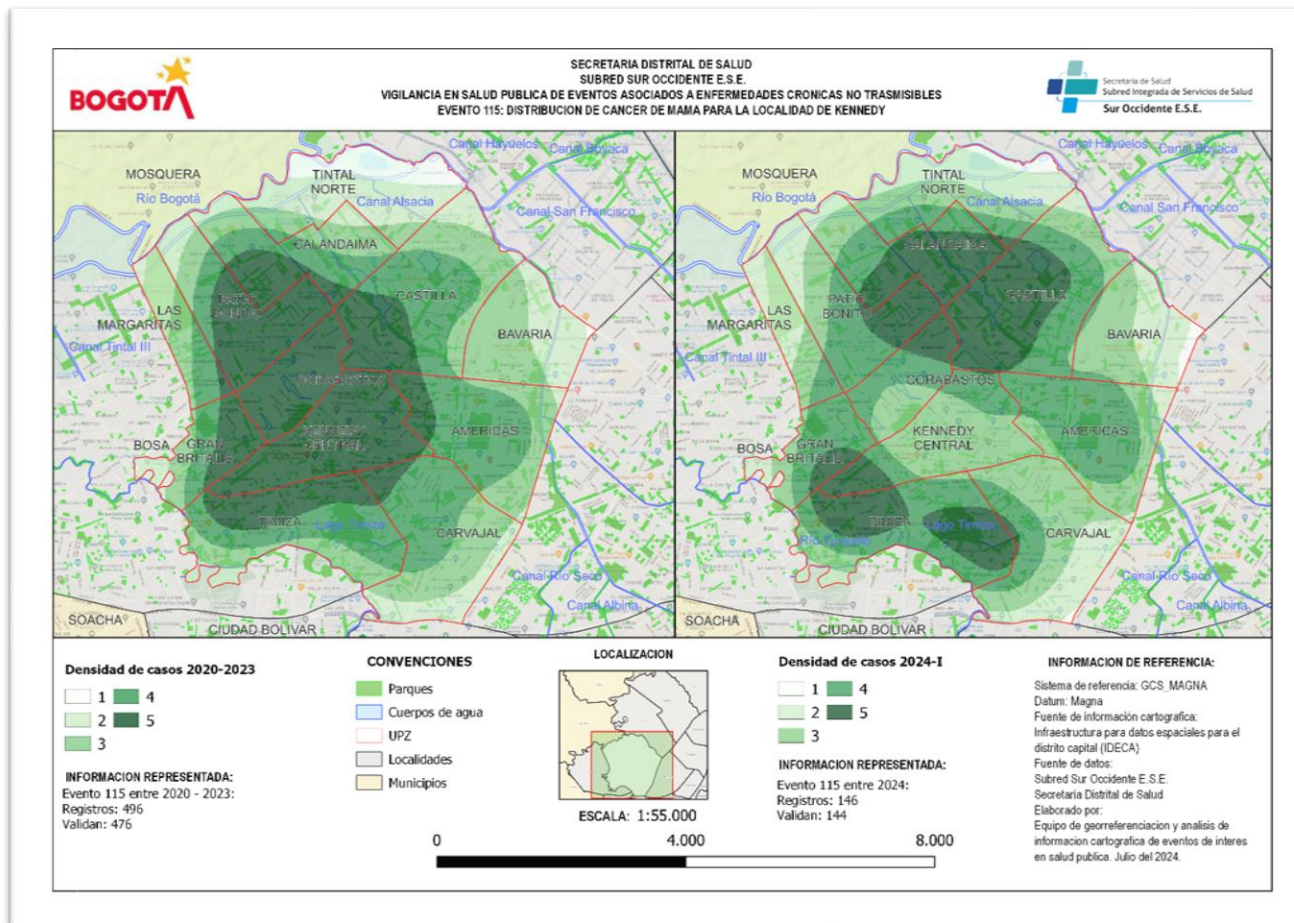 BOGOTÁ
SECRETARIA DISTRITAL DE SALUD
SUBRED SUR OCCIDENTE E.S.E.
VIGILANCIA EN SALUD PUBLICA DE EVENTOS ASOCIADOS A ENFERMEDADES CRONICAS NO TRASMISIBLES
EVENTO 115: DISTRIBUCION DE CANCER DE MAMA PARA LA LOCALIDAD DE KENNEDY
Secretaría de Salud
Subred Integrada de Servicios de Salud
Sur Occidente E.S.E.
Canal Hayuelos
Canal Boyaca
MOSQUERA
TINTAL
NORTE
Río Bogotá
Canal Alsacia
Canal San Francisco
CALANDAIMA
PATIO
BONITO
CASTILLA
LAS
MARGARITAS
BAVARIA
Canal Tintal III
CORABASTOS
KENNEDY
CENTRAL
AMERICAS
BOSA
GRAN
BRITALIA
TIMIZA
Lago Timiza
CARVAJAL
Canal Río Seco
Canal Albina
SOACHA
CIUDAD BOLIVAR
Canal Hayuelos
Canal Boyaca
MOSQUERA
TINTAL
NORTE
Río Bogotá
Canal Alsacia
Canal San Francisco
CALANDAIMA
PATIO
BONITO
CASTILLA
LAS
MARGARITAS
BAVARIA
Canal Tintal III
CORABASTOS
KENNEDY
CENTRAL
AMERICAS
BOSA
GRAN
BRITALIA
TIMIZA
Lago Timiza
Río
CARVAJAL
Canal Río Seco
Canal Albina
SOACHA
CIUDAD BOLIVAR
Densidad de casos 2020-2023
1 4
2 5
3
INFORMACION REPRESENTADA:
Evento 115 entre 2020 - 2023:
Registros: 496
Validan: 476
CONVENCIONES
Parques
Cuerpos de agua
UPZ
Localidades
Municipios
LOCALIZACION
ESCALA: 1:55.000
0 4.000 8.000
Densidad de casos 2024-I
1 4
2 5
3
INFORMACION REPRESENTADA:
Evento 115 entre 2024:
Registros: 146
Validan: 144
INFORMACION DE REFERENCIA:
Sistema de referencia: GCS_MAGNA
Datum: Magna
Fuente de información cartografica:
Infraestructura para datos espaciales para el
distrito capital (IDECA)
Fuente de datos:
Subred Sur Occidente E.S.E.
Secretaria Distrital de Salud
Elaborado por:
Equipo de georreferenciacion y analisis de
informacion cartografica de eventos de interes
en salud publica. Julio del 2024.